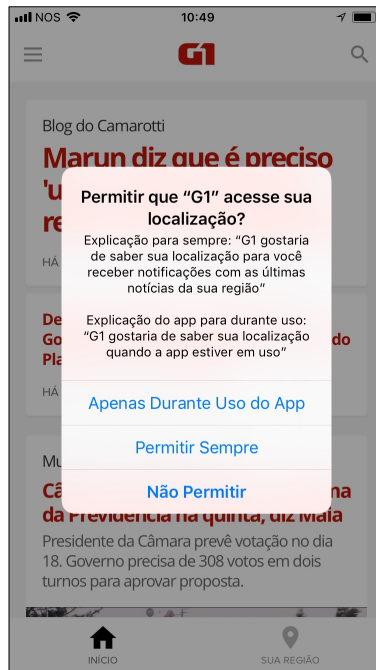 NOS
10:49
G1
Blog do Camarotti
Marun diz que é preciso
'u
re
Permitir que “G1” acesse sua
localização?
Explicação para sempre: “G1 gostaria
de saber sua localização para você
receber notificações com as últimas
notícias da sua região”
Explicação do app para durante uso:
“G1 gostaria de saber sua localização
quando a app estiver em uso”
HÁ
De
Go do
Pla
HÁ
Apenas Durante Uso do App
Permitir Sempre
Não Permitir
Mu
Câ na
da Previdência na quinta, diz Maia
Presidente da Câmara prevê votação no dia
18. Governo precisa de 308 votos em dois
turnos para aprovar proposta.
INÍCIO
SUA REGIÃO